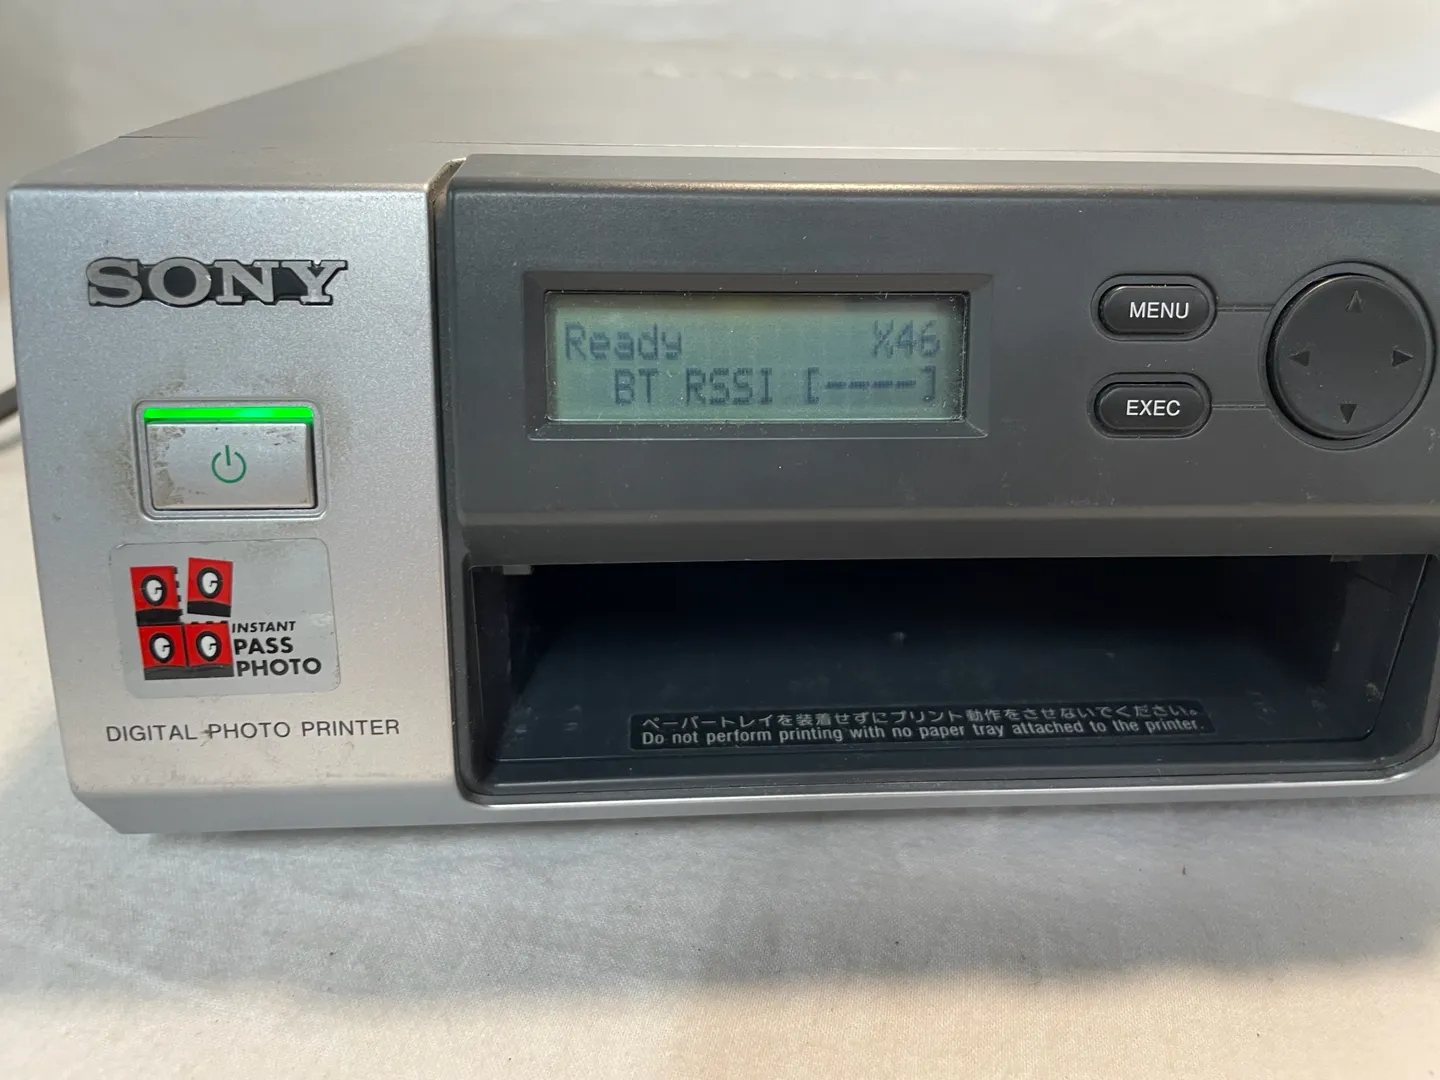 SONY
Ready %46
BT RSSI [----]
MENU
EXEC
INSTANT
PASS
PHOTO
DIGITAL PHOTO PRINTER
ペーパートレイを装着せずにプリント動作をさせないでください。
Do not perform printing with no paper tray attached to the printer.